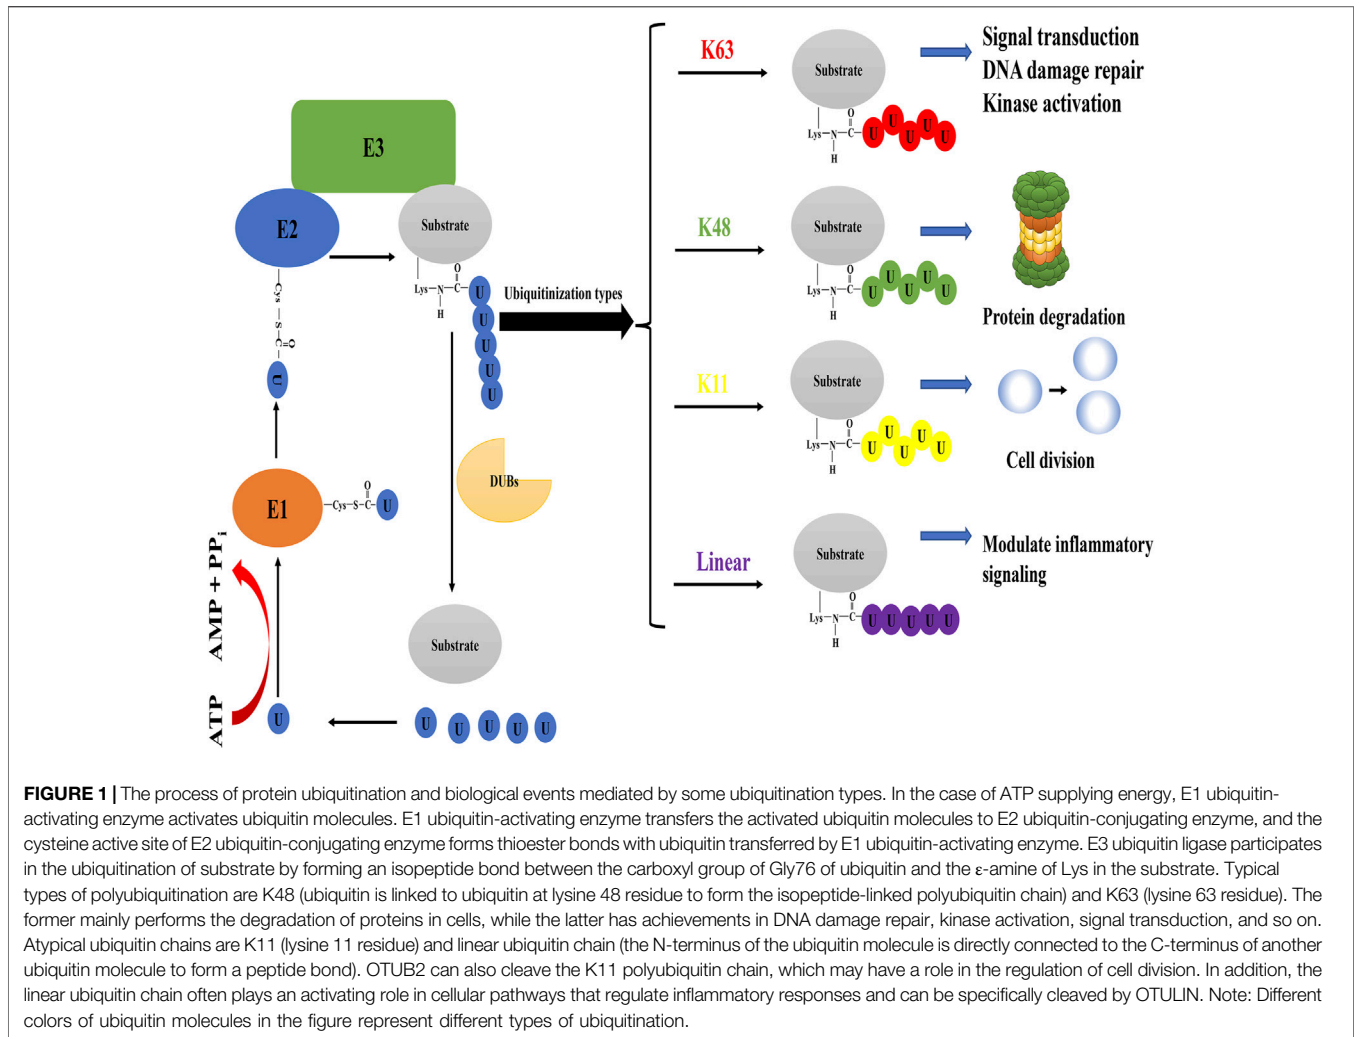 E3
E2
Substrate
Cys
S
C
O
U
Lys
N
H
C
O
U
U
U
U
U
Ubiquitinization types
DUBs
E1
Cys
S
C
O
U
AMP + PPi
ATP
U
Substrate
U
U
U
U
U
K63
Substrate
Lys
N
H
C
O
U
U
U
U
U
Signal transduction
DNA damage repair
Kinase activation
K48
Substrate
Lys
N
H
C
O
U
U
U
U
U
Protein degradation
K11
Substrate
Lys
N
H
C
O
U
U
U
U
U
Cell division
Linear
Substrate
Lys
N
H
C
O
U
U
U
U
U
Modulate inflammatory
signaling
FIGURE 1 | The process of protein ubiquitination and biological events mediated by some ubiquitination types. In the case of ATP supplying energy, E1 ubiquitin-
activating enzyme activates ubiquitin molecules. E1 ubiquitin-activating enzyme transfers the activated ubiquitin molecules to E2 ubiquitin-conjugating enzyme, and the
cysteine active site of E2 ubiquitin-conjugating enzyme forms thioester bonds with ubiquitin transferred by E1 ubiquitin-activating enzyme. E3 ubiquitin ligase participates
in the ubiquitination of substrate by forming an isopeptide bond between the carboxyl group of Gly76 of ubiquitin and the ε-amine of Lys in the substrate. Typical
types of polyubiquitination are K48 (ubiquitin is linked to ubiquitin at lysine 48 residue to form the isopeptide-linked polyubiquitin chain) and K63 (lysine 63 residue). The
former mainly performs the degradation of proteins in cells, while the latter has achievements in DNA damage repair, kinase activation, signal transduction, and so on.
Atypical ubiquitin chains are K11 (lysine 11 residue) and linear ubiquitin chain (the N-terminus of the ubiquitin molecule is directly connected to the C-terminus of another
ubiquitin molecule to form a peptide bond). OTUB2 can also cleave the K11 polyubiquitin chain, which may have a role in the regulation of cell division. In addition, the
linear ubiquitin chain often plays an activating role in cellular pathways that regulate inflammatory responses and can be specifically cleaved by OTULIN. Note: Different
colors of ubiquitin molecules in the figure represent different types of ubiquitination.